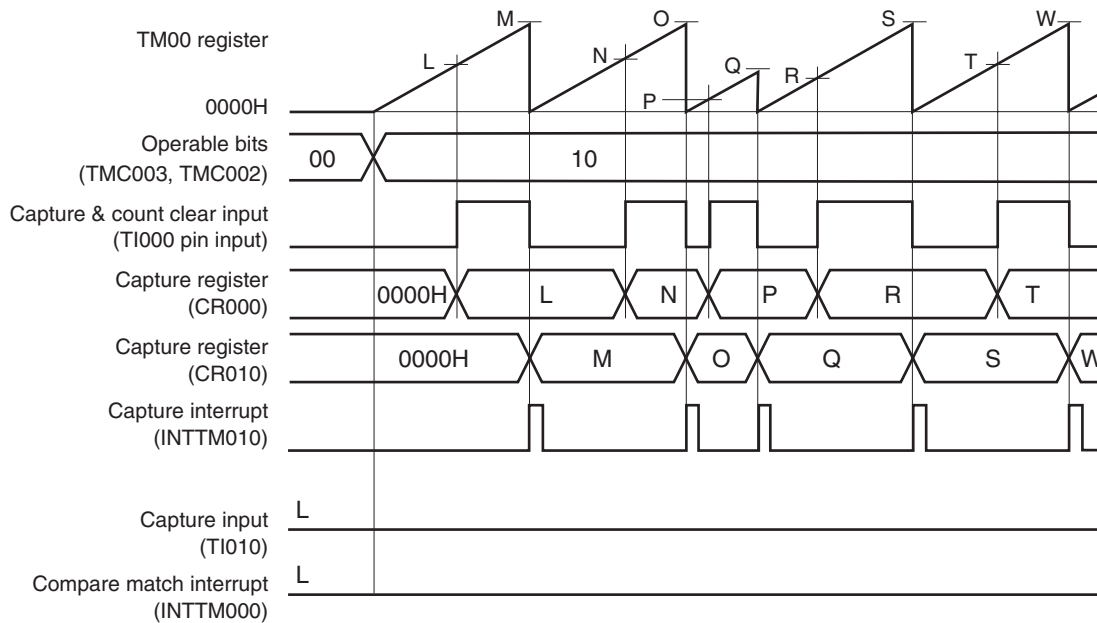 TM00 register
M
O
S
W
L
N
Q
R
T
P
0000H
Operable bits
(TMC003, TMC002)
00
10
Capture & count clear input
(TI000 pin input)
Capture register
(CR000)
0000H
L
N
P
R
T
Capture register
(CR010)
0000H
M
O
Q
S
W
Capture interrupt
(INTTM010)
Capture input
(TI010)
L
Compare match interrupt
(INTTM000)
L